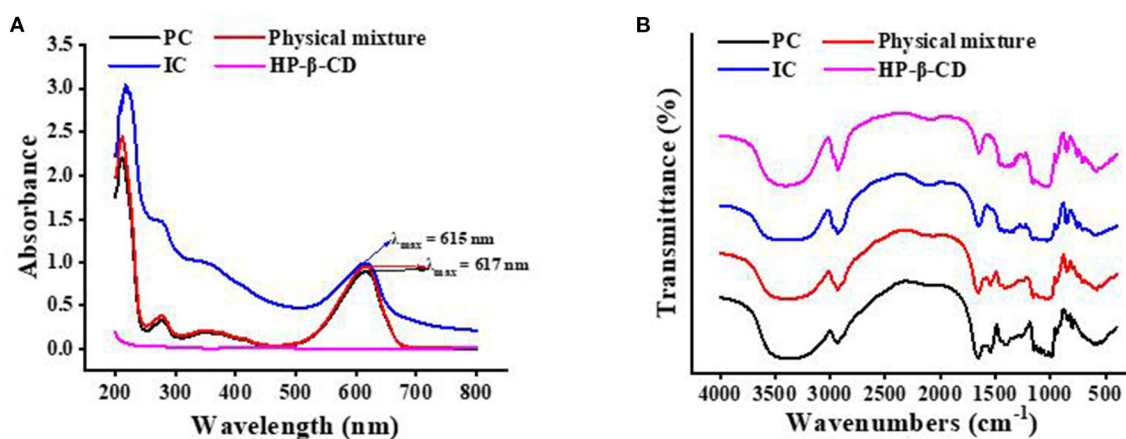 A
PC Physical mixture
IC HP-β-CD
3.5
3.0
2.5
2.0
1.5
1.0
0.5
0.0
Absorbance
λmax = 615 nm
λmax = 617 nm
200 300 400 500 600 700 800
Wavelength (nm)
B
PC Physical mixture
IC HP-β-CD
Transmittance (%)
4000 3000 2000 1500 1000 500
Wavenumbers (cm-1)